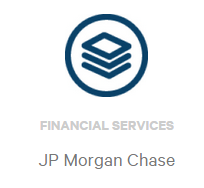 FINANCIAL SERVICES
JP Morgan Chase